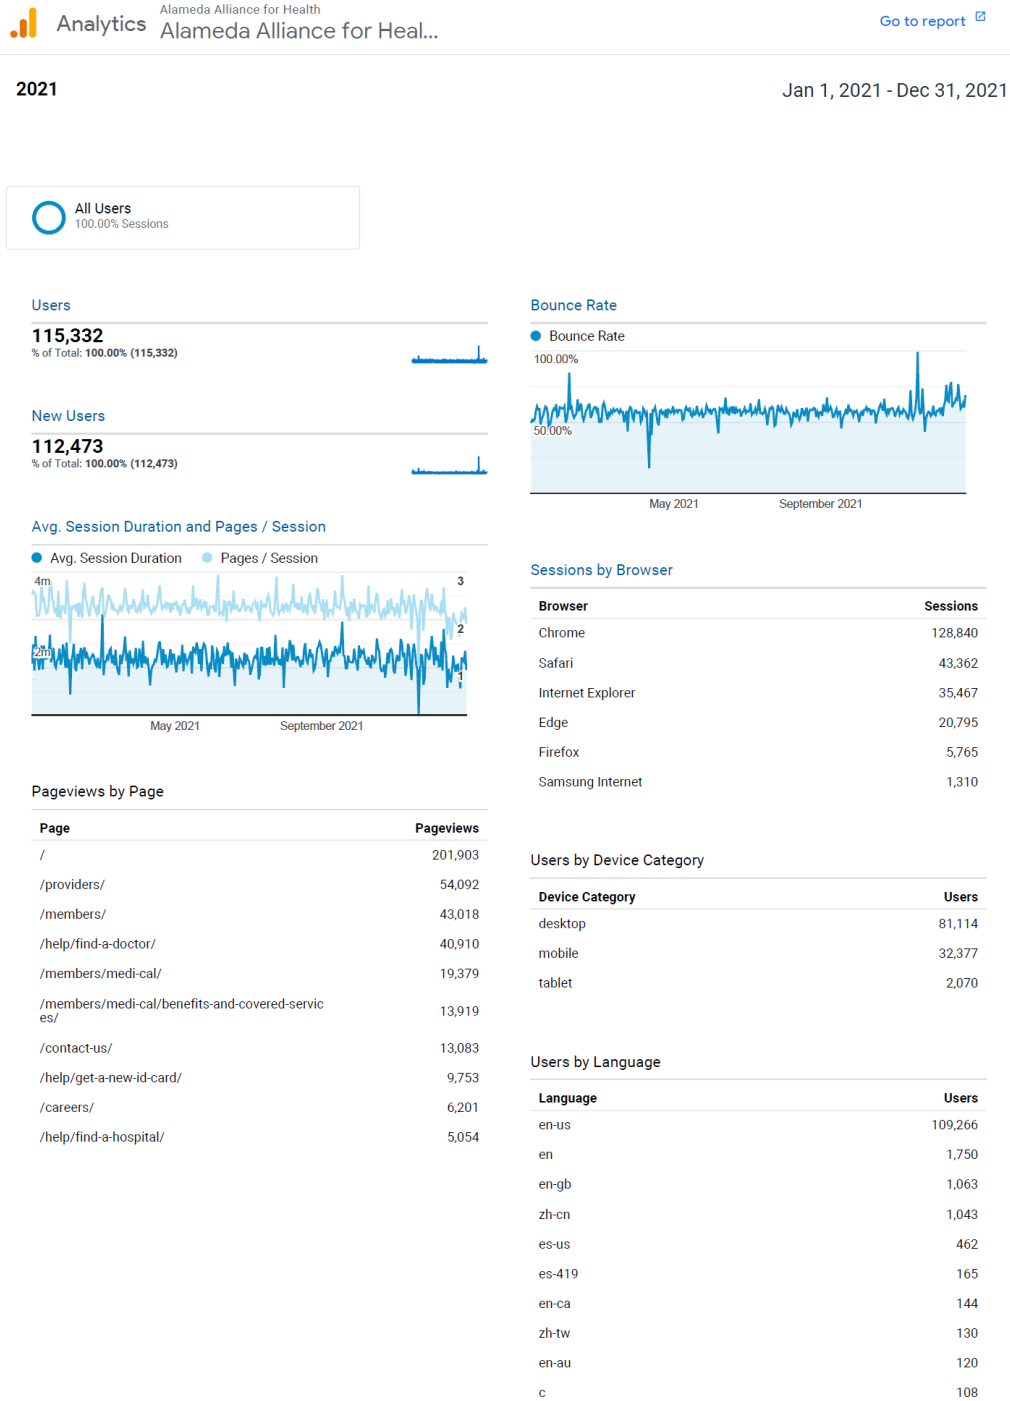 Analytics
Alameda Alliance for Health
Alameda Alliance for Heal...
Go to report
2021
Jan 1, 2021 - Dec 31, 2021
All Users
100.00% Sessions
Users
115,332
% of Total: 100.00% (115,332)
New Users
112,473
% of Total: 100.00% (112,473)
Avg. Session Duration and Pages / Session
Avg. Session Duration Pages / Session
4m 3
2
2m
1
May 2021 September 2021
Pageviews by Page
Page Pageviews
/ 201,903
/providers/ 54,092
/members/ 43,018
/help/find-a-doctor/ 40,910
/members/medi-cal/ 19,379
/members/medi-cal/benefits-and-covered-servic
es/ 13,919
/contact-us/ 13,083
/help/get-a-new-id-card/ 9,753
/careers/ 6,201
/help/find-a-hospital/ 5,054
Bounce Rate
Bounce Rate
100.00%
50.00%
May 2021 September 2021
Sessions by Browser
Browser Sessions
Chrome 128,840
Safari 43,362
Internet Explorer 35,467
Edge 20,795
Firefox 5,765
Samsung Internet 1,310
Users by Device Category
Device Category Users
desktop 81,114
mobile 32,377
tablet 2,070
Users by Language
Language Users
en-us 109,266
en 1,750
en-gb 1,063
zh-cn 1,043
es-us 462
es-419 165
en-ca 144
zh-tw 130
en-au 120
c 108